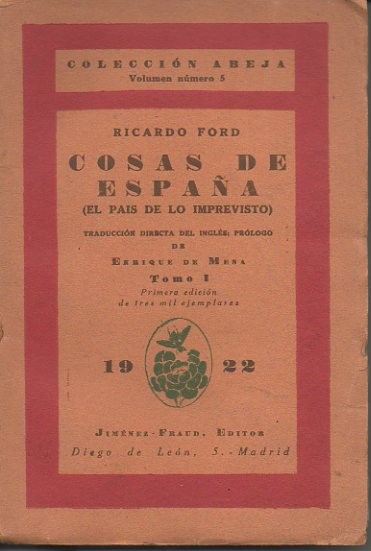 COLECCIÓN ABEJA
Volumen número 5
RICARDO FORD
COSAS DE
ESPAÑA
(EL PAIS DE LO IMPREVISTO)
TRADUCCIÓN DIRECTA DEL INGLÉS; PRÓLOGO
DE
ENRIQUE DE MESA
Tomo I
Primera edición
de tres mil ejemplares
19 22
JIMÉNEZ-FRAUD, EDITOR
Diego de León, 5.-Madrid